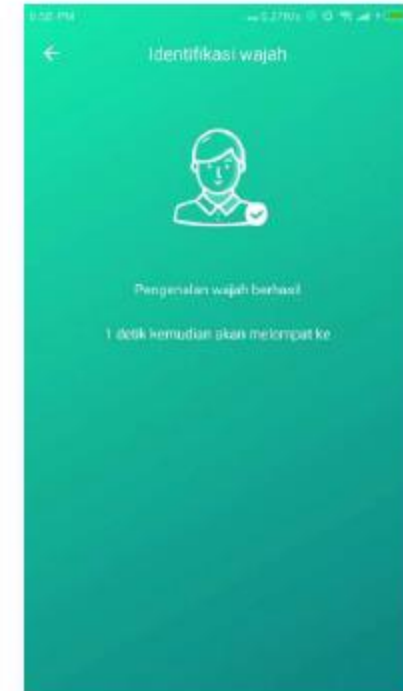 Identifikasi wajah
Pengenalan wajah berhasil
1 detik kemudian akan melompat ke